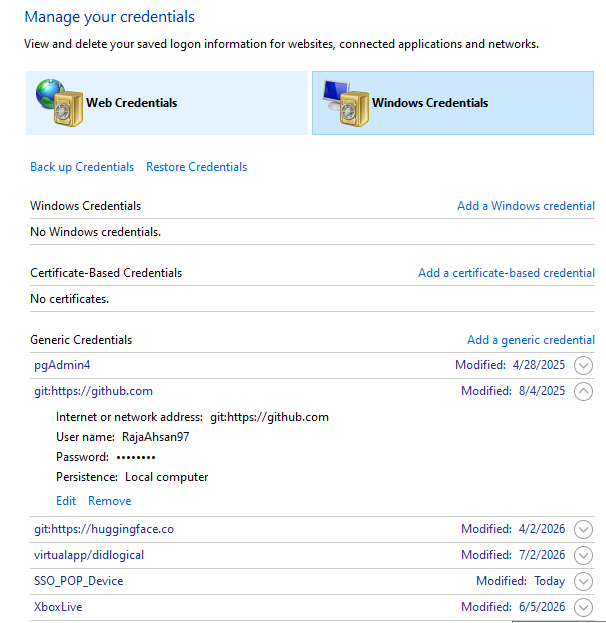 Manage your credentials
View and delete your saved logon information for websites, connected applications and networks.
Web Credentials
Windows Credentials
Back up Credentials Restore Credentials
Windows Credentials Add a Windows credential
No Windows credentials.
Certificate-Based Credentials Add a certificate-based credential
No certificates.
Generic Credentials Add a generic credential
pgAdmin4 Modified: 4/28/2025
git:https://github.com Modified: 8/4/2025
Internet or network address: git:https://github.com
User name: RajaAhsan97
Password: ••••••••
Persistence: Local computer
Edit Remove
git:https://huggingface.co Modified: 4/2/2026
virtualapp/didlogical Modified: 7/2/2026
SSO_POP_Device Modified: Today
XboxLive Modified: 6/5/2026